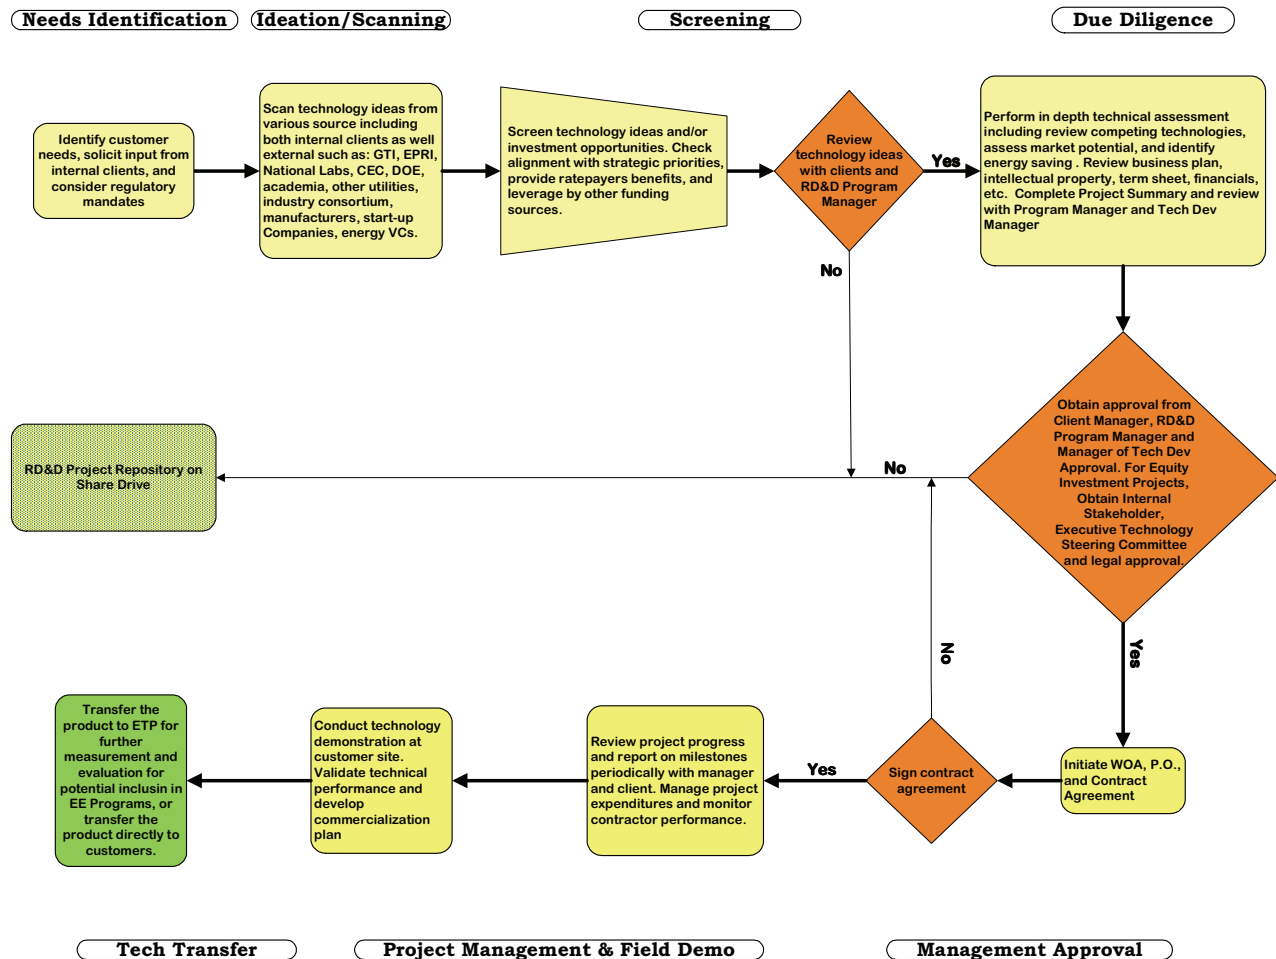 Needs Identification
Ideation/Scanning
Screening
Due Diligence
Identify customer
needs, solicit input from
internal clients, and
consider regulatory
mandates
Scan technology ideas from
various source including
both internal clients as well
external such as: GTI, EPRI,
National Labs, CEC, DOE,
academia, other utilities,
industry consortium,
manufacturers, start-up
Companies, energy VCs.
Screen technology ideas and/or
investment opportunities. Check
alignment with strategic priorities,
provide ratepayers benefits, and
leverage by other funding
sources.
Review
technology ideas
with clients and
RD&D Program
Manager
Yes
No
Perform in depth technical assessment
including review competing technologies,
assess market potential, and identify
energy saving . Review business plan,
intellectual property, term sheet, financials,
etc.  Complete Project Summary and review
with Program Manager and Tech Dev
Manager
Obtain approval from
Client Manager, RD&D
Program Manager and
Manager of Tech Dev
Approval. For Equity
Investment Projects,
Obtain Internal
Stakeholder,
Executive Technology
Steering Committee
and legal approval.
No
RD&D Project Repository on
Share Drive
Yes
Initiate WOA, P.O.,
and Contract
Agreement
Sign contract
agreement
No
Yes
Review project progress
and report on milestones
periodically with manager
and client. Manage project
expenditures and monitor
contractor performance.
Conduct technology
demonstration at
customer site.
Validate technical
performance and
develop
commercialization
plan
Transfer the
product to ETP for
further
measurement and
evaluation for
potential inclusin in
EE Programs, or
transfer the
product directly to
customers.
Tech Transfer
Project Management & Field Demo
Management Approval